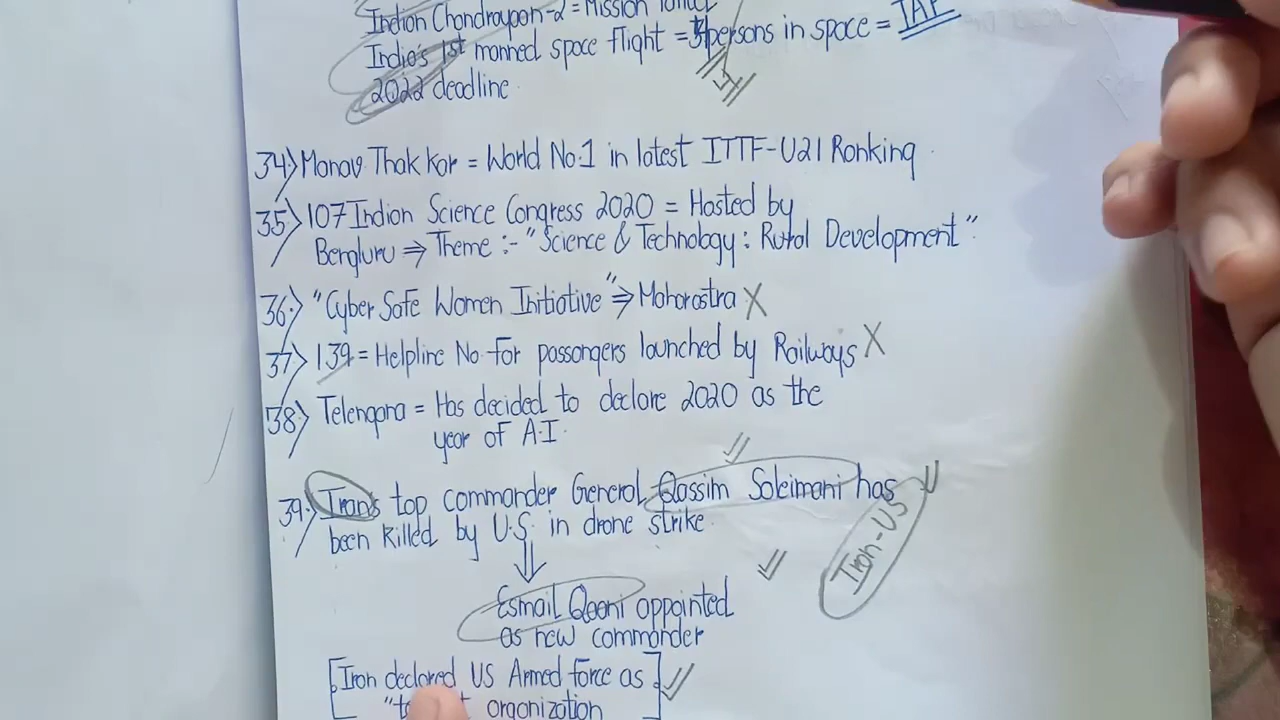 Indian Chandrayaan-2 = Mission
India's 1st manned space flight = persons in space = IAF
2022 deadline
34) Manav Thakkar = World No.1 in latest ITTF-U21 Ranking
35) 107 Indian Science Congress 2020 = Hosted by
Bengluru ⇒ Theme :- "Science & Technology : Rural Development"
36) "Cyber Safe Women Initiative" ⇒ Maharastra X
37) 139 = Helpline No. for passangers launched by Railways X
38) Telengana = Has decided to declare 2020 as the
year of A.I.
39) Iran's top commander General Qassim Soleimani has
been killed by U.S. in drone strike.
Iran-US
Esmail Qaani appointed
as new commander
[Iran declared US Armed force as
organization